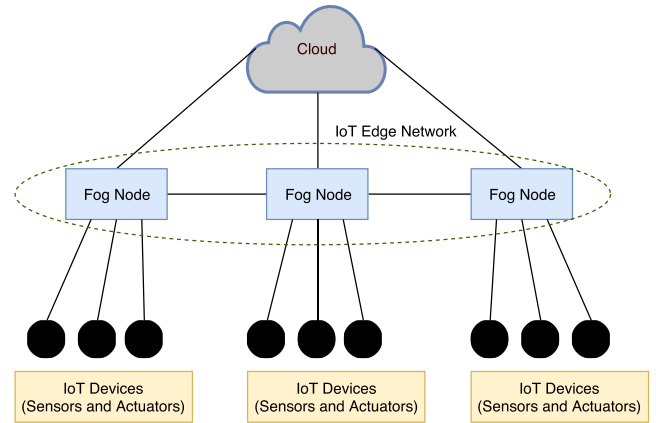 Cloud
IoT Edge Network
Fog Node
Fog Node
Fog Node
IoT Devices
(Sensors and Actuators)
IoT Devices
(Sensors and Actuators)
IoT Devices
(Sensors and Actuators)